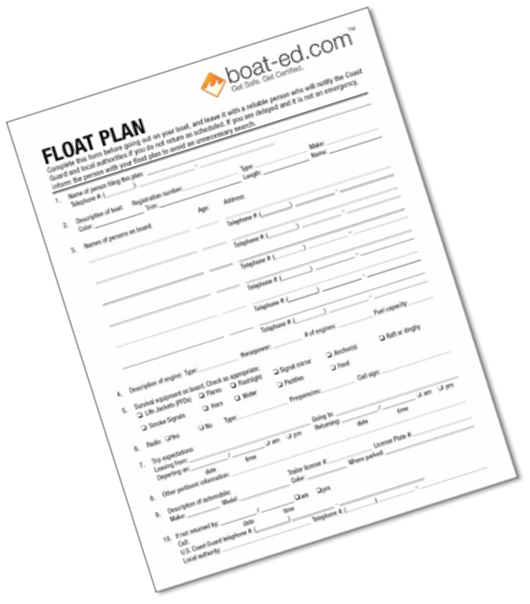 boat-ed.com™
Get Safe. Get Certified.
FLOAT PLAN
Complete this form before going out on your boat, and leave it with a reliable person who will notify the Coast
Guard and local authorities if you do not return as scheduled. If you are delayed and it is not an emergency,
inform the person with your float plan to avoid an unnecessary search.
1. Name of person filing this plan:
Telephone #: (
2. Description of boat: Registration number: Type: Make:
Color: Trim: Length: Name:
3. Names of persons on board: Age: Address:
Telephone #: (
Telephone #: (
Telephone #: (
Telephone #: (
Telephone #: (
Telephone #: (
4. Description of engine: Type: Horsepower: # of engines: Fuel capacity:
5. Survival equipment on board. Check as appropriate:
Life Jackets (PFDs) Flares Flashlight Signal mirror Anchor(s) Raft or dinghy
Smoke Signals Horn Water Paddles Food
6. Radio Yes No Type: Frequencies: Call sign:
7. Trip expectations
Leaving from: Going to:
Departing on: / am pm Returning: / am pm
date time date time
8. Other pertinent information:
9. Description of automobile: Trailer license #: License Plate #:
Make: Model: Color: Where parked:
10. If not returned by: / am pm
date time
Call:
U.S. Coast Guard telephone #: ( ) -
Local authority: Telephone #: ( ) -